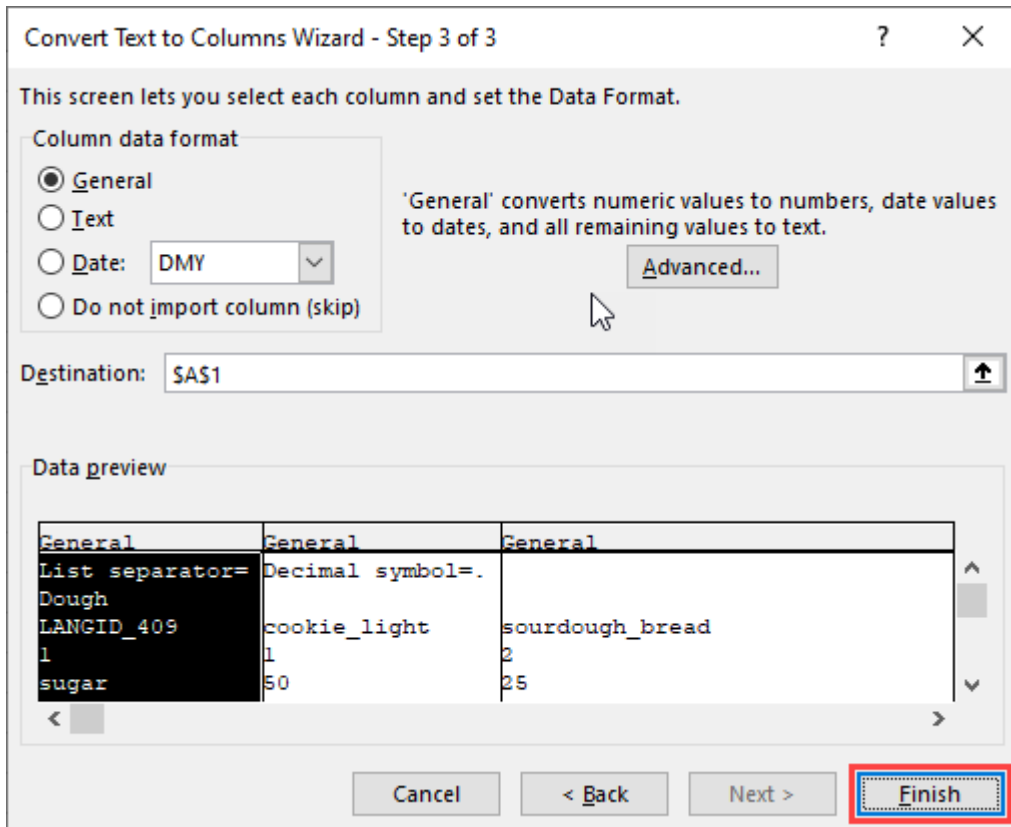 Convert Text to Columns Wizard - Step 3 of 3 ?
This screen lets you select each column and set the Data Format.
Column data format
General
Text
Date: DMY
Do not import column (skip)
'General' converts numeric values to numbers, date values
to dates, and all remaining values to text.
Advanced...
Destination: $A$1
Data preview
General General General
List separator= Decimal symbol=.
Dough
LANGID_409 cookie_light sourdough_bread
1 1 2
sugar 50 25
Cancel < Back Next > Finish